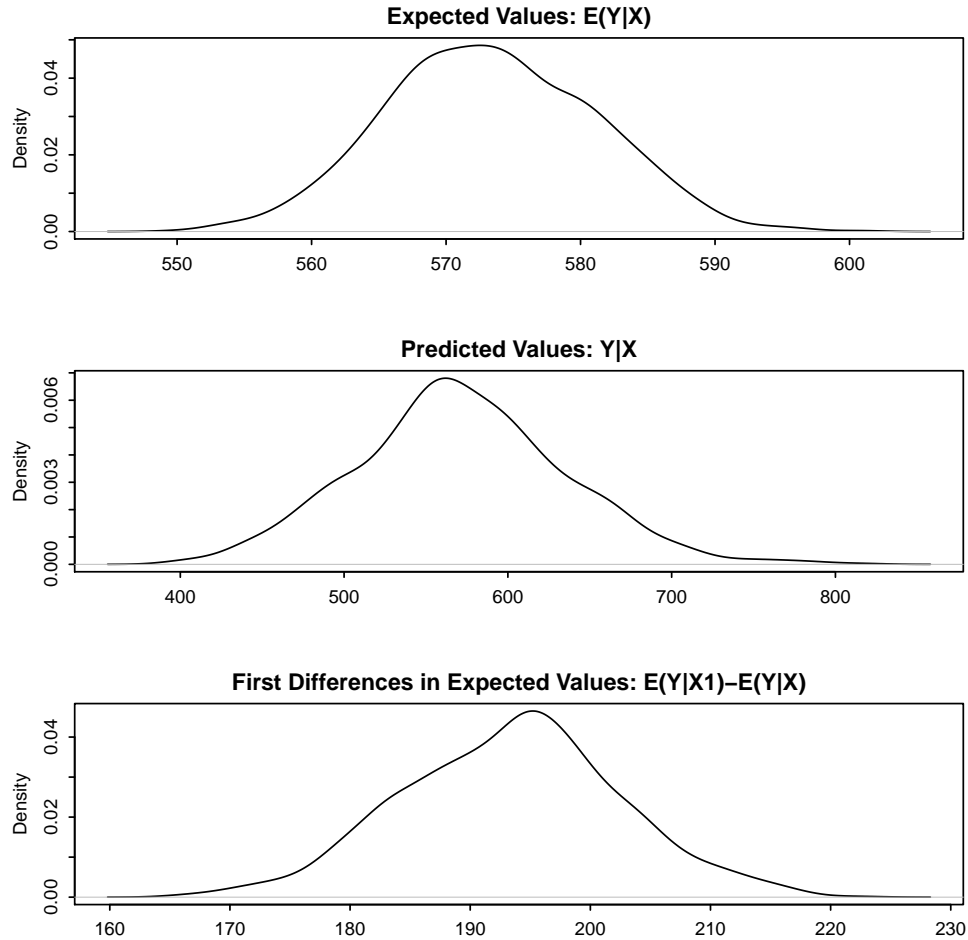 Expected Values: E(Y|X)
Density
0.00 0.02 0.04
550 560 570 580 590 600
Predicted Values: Y|X
Density
0.000 0.003 0.006
400 500 600 700 800
First Differences in Expected Values: E(Y|X1)−E(Y|X)
Density
0.00 0.02 0.04
160 170 180 190 200 210 220 230